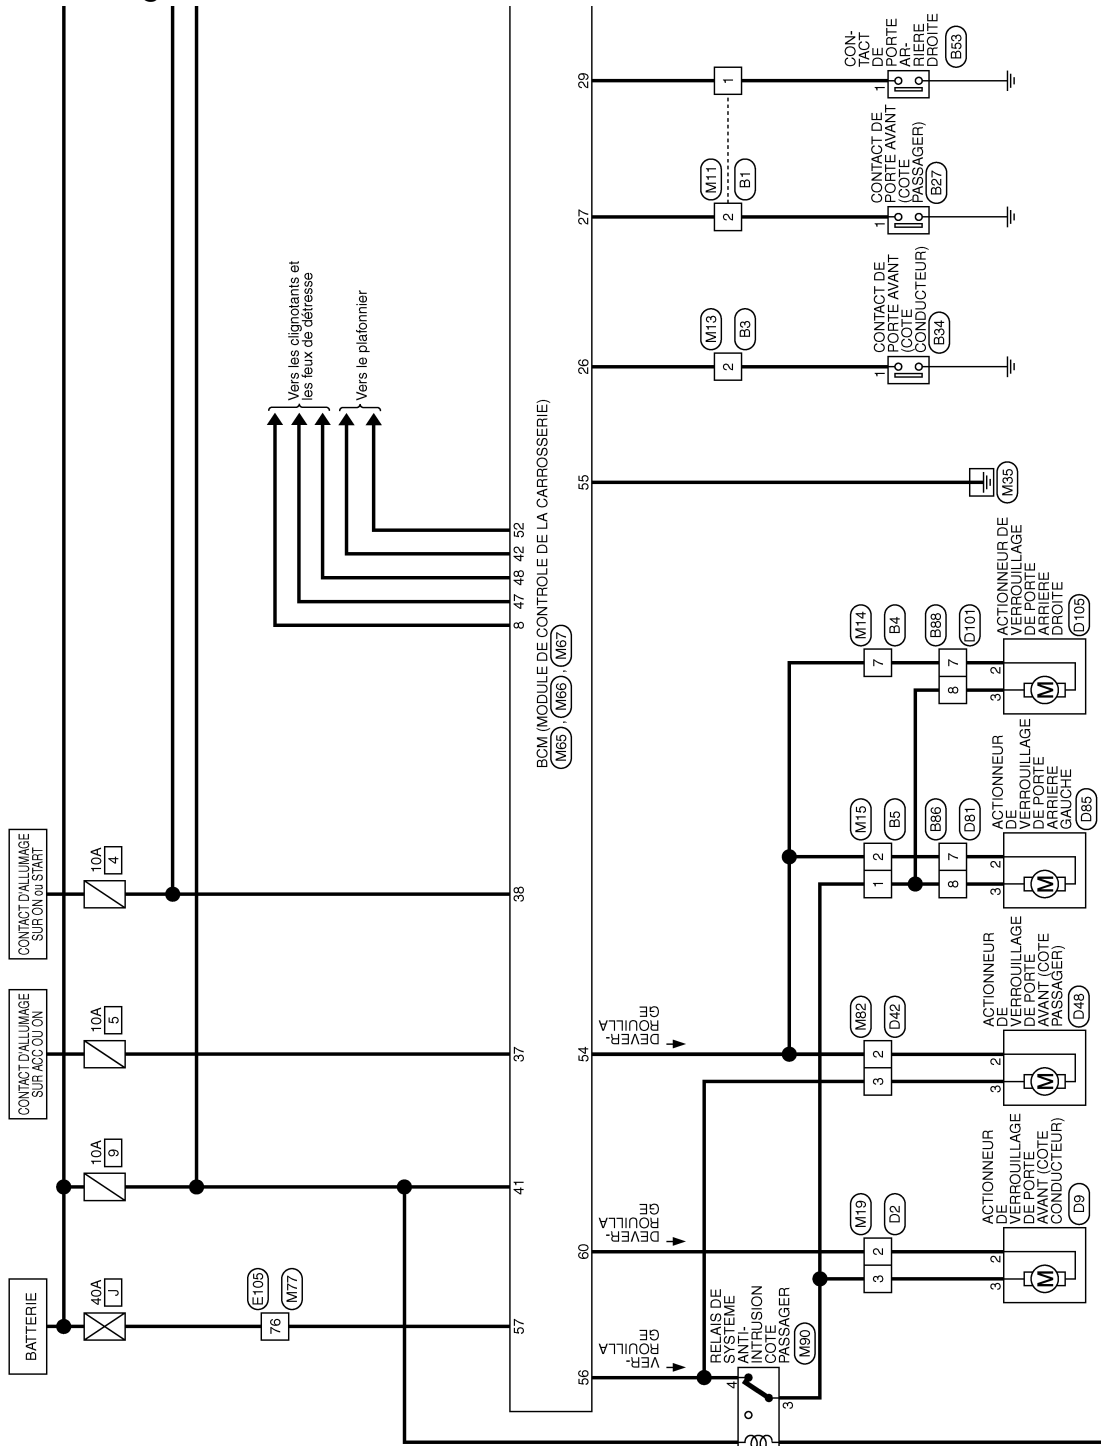 BATTERIE
CONTACT D'ALLUMAGE
SUR ACC OU ON
CONTACT D'ALLUMAGE
SUR ON ou START
40A
J
10A
9
10A
5
10A
4
E105
M77
76
Vers les clignotants et
les feux de détresse
Vers le plafonnier
57
41
37
38
8
47
48
42
52
BCM (MODULE DE CONTROLE DE LA CARROSSERIE)
M65 , M66 , M67
56
60
54
55
26
27
29
VER-
ROUILLA
GE
DEVER-
ROUILLA
GE
DEVER-
ROUILLA
GE
RELAIS DE
SYSTEME
ANTI-
INTRUSION
COTE
PASSAGER
M90
4
3
M19
D2
3
2
M82
D42
3
2
M15
B5
1
2
B86
D81
8
7
M14
B4
7
B88
D101
8
7
M35
M13
B3
2
M11
B1
2
1
3
2
ACTIONNEUR
DE
VERROUILLAGE
DE PORTE
AVANT (COTE
CONDUCTEUR)
D9
3
2
ACTIONNEUR
DE
VERROUILLAGE
DE PORTE
AVANT (COTE
PASSAGER)
D48
3
2
ACTIONNEUR
DE
VERROUILLAGE
DE PORTE
ARRIERE
GAUCHE
D85
3
2
ACTIONNEUR DE
VERROUILLAGE
DE PORTE
ARRIERE
DROITE
D105
M
M
M
M
1
CONTACT DE
PORTE AVANT
(COTE
CONDUCTEUR)
B34
1
CONTACT DE
PORTE AVANT
(COTE
PASSAGER)
B27
1
CON-
TACT
DE
PORTE
AR-
RIERE
DROITE
B53